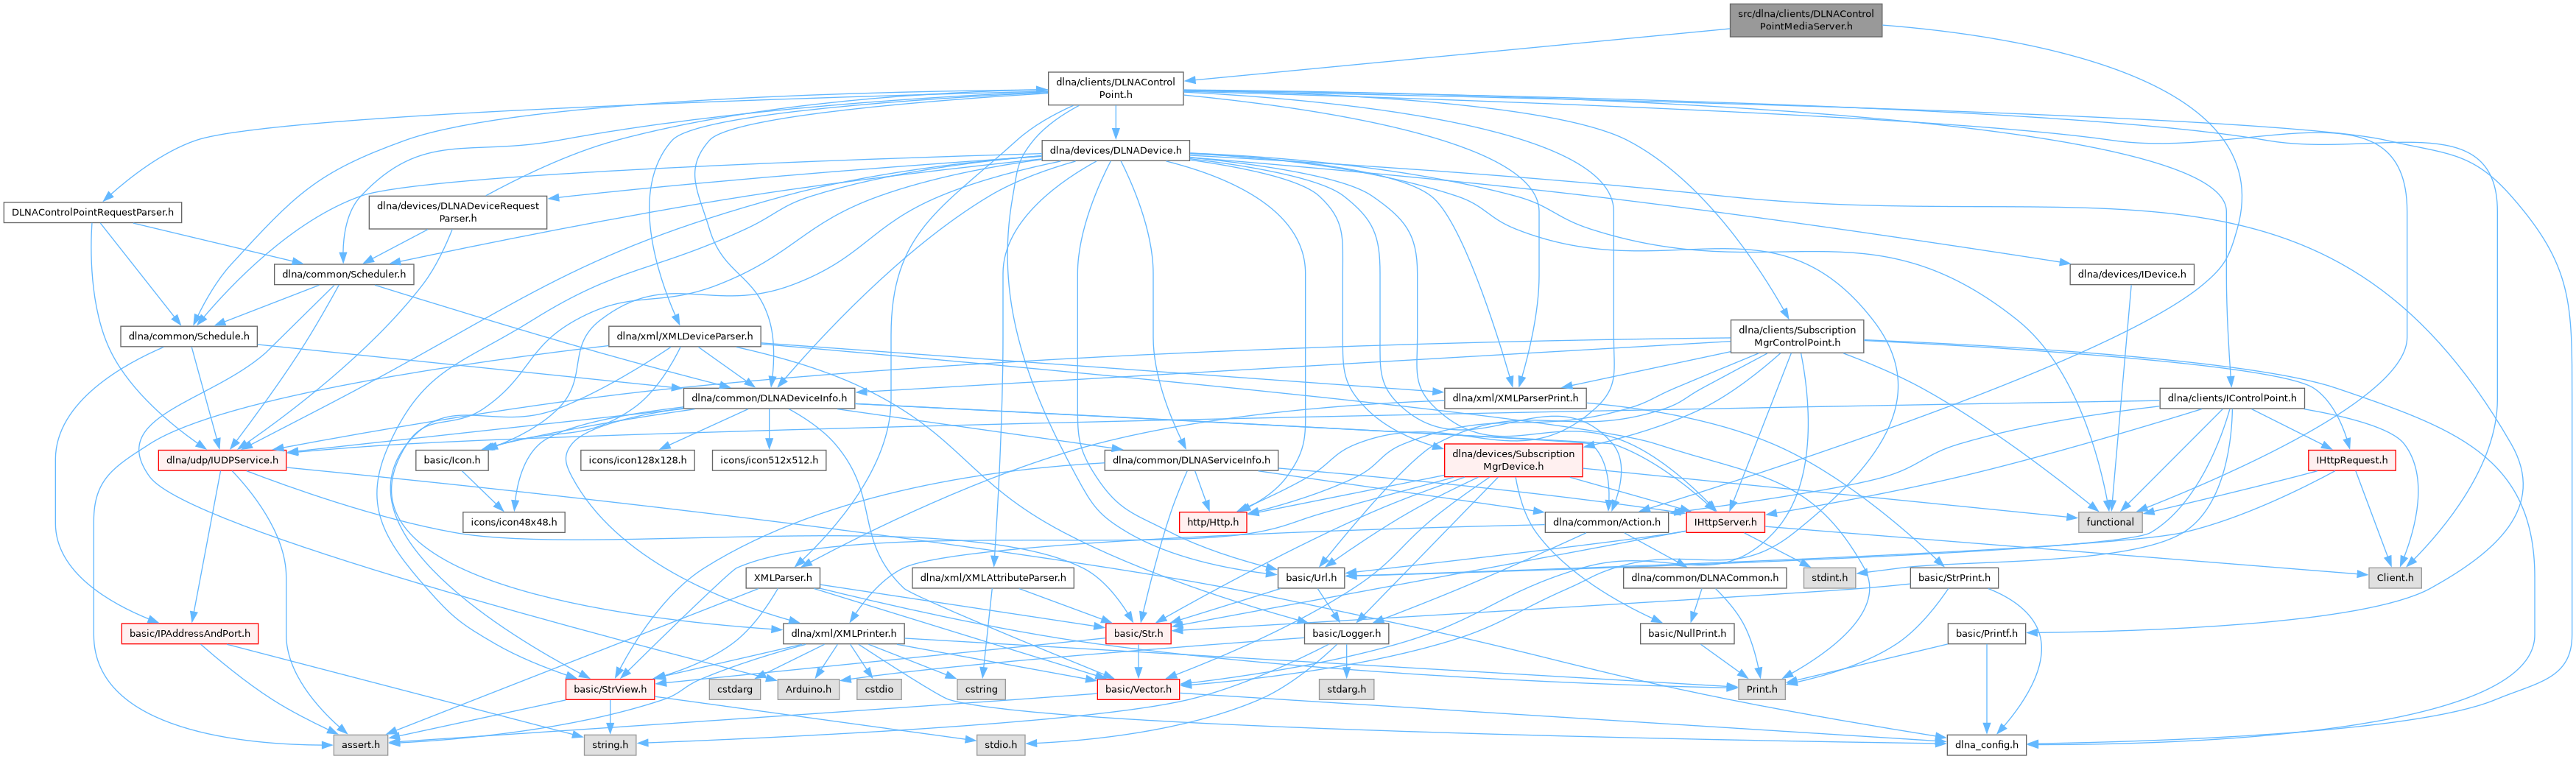 src/dlna/clients/DLNAControl
PointMediaServer.h
dlna/clients/DLNAControl
Point.h
dlna/devices/DLNADevice.h
DLNAControlPointRequestParser.h
dlna/devices/DLNADeviceRequest
Parser.h
dlna/common/Scheduler.h
dlna/devices/IDevice.h
dlna/common/Schedule.h
dlna/xml/XMLDeviceParser.h
dlna/clients/Subscription
MgrControlPoint.h
dlna/common/DLNADeviceInfo.h
dlna/xml/XMLParserPrint.h
dlna/clients/IControlPoint.h
dlna/udp/IUDPService.h
basic/Icon.h
icons/icon128x128.h
icons/icon512x512.h
dlna/common/DLNAServiceInfo.h
dlna/devices/Subscription
MgrDevice.h
IHttpRequest.h
icons/icon48x48.h
http/Http.h
dlna/common/Action.h
IHttpServer.h
functional
XMLParser.h
dlna/xml/XMLAttributeParser.h
basic/Url.h
dlna/common/DLNACommon.h
stdint.h
basic/StrPrint.h
Client.h
basic/IPAddressAndPort.h
dlna/xml/XMLPrinter.h
basic/Str.h
basic/Logger.h
basic/NullPrint.h
basic/Printf.h
basic/StrView.h
cstdarg
Arduino.h
cstdio
cstring
basic/Vector.h
stdarg.h
Print.h
assert.h
string.h
stdio.h
dlna_config.h